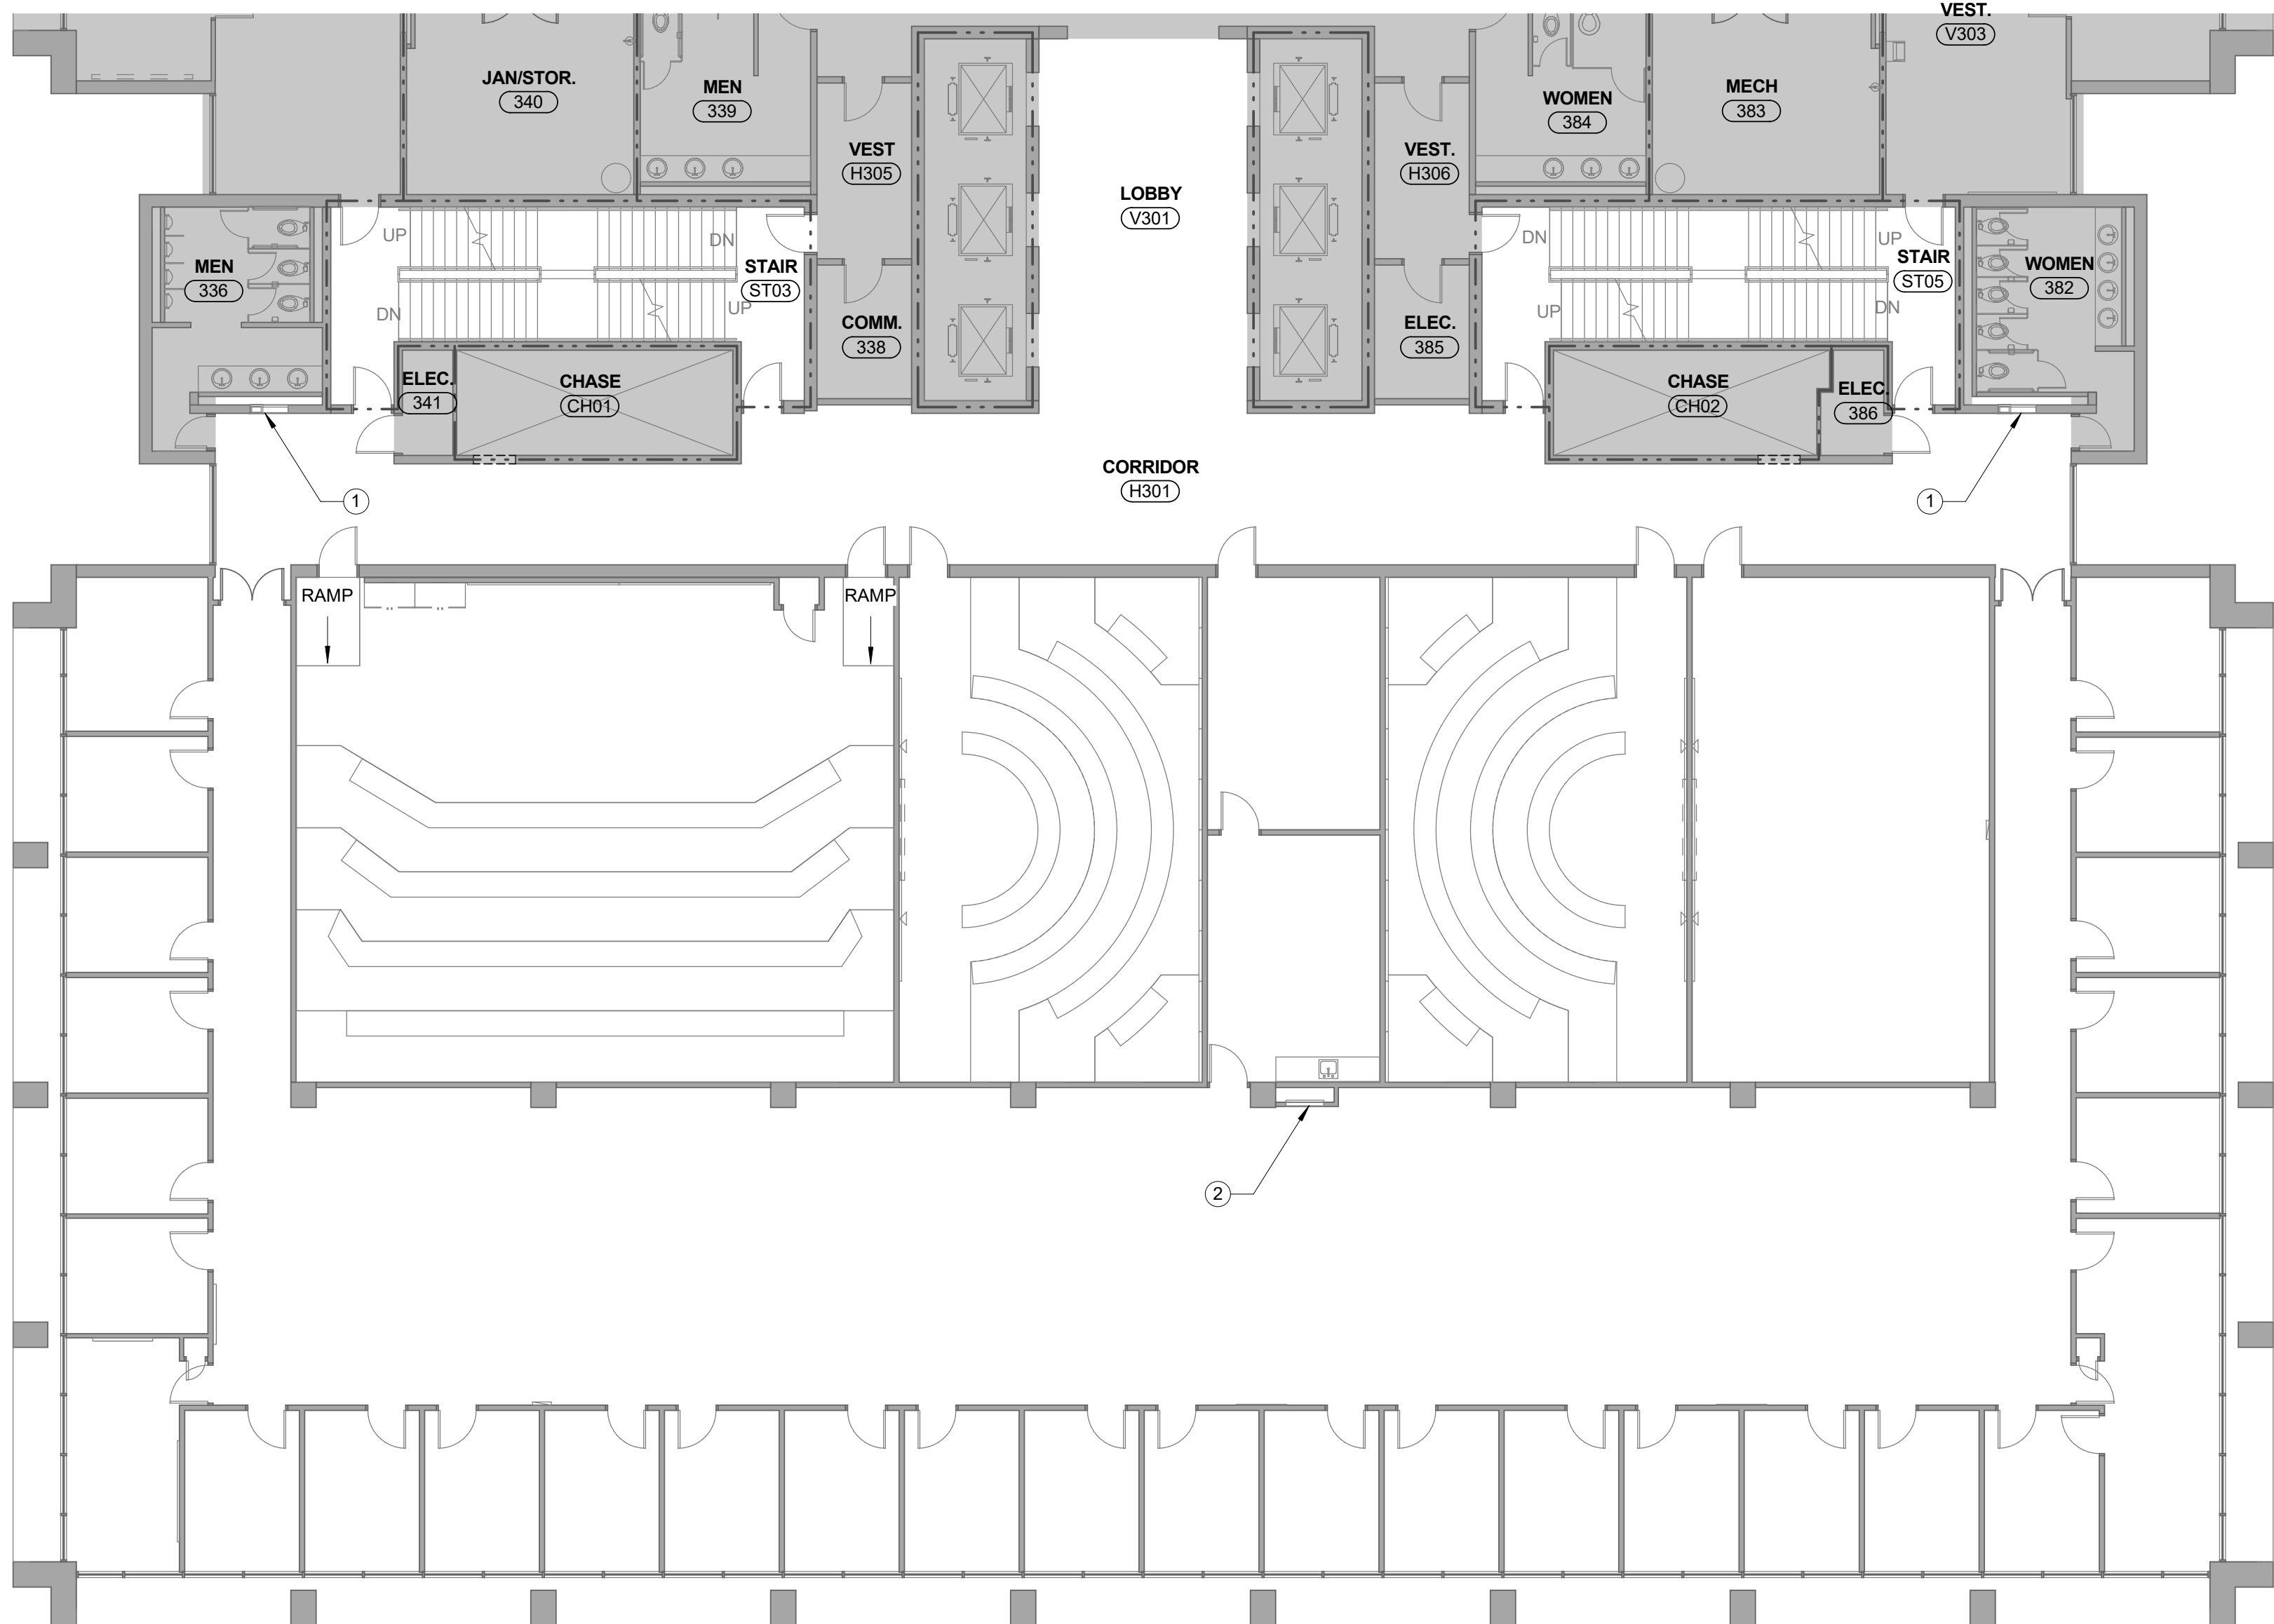 VEST.
V303
JAN/STOR.
340
MEN
339
WOMEN
384
MECH
383
VEST
H305
VEST.
H306
LOBBY
V301
UP
DN
DN
UP
MEN
336
STAIR
ST03
STAIR
ST05
WOMEN
382
DN
UP
UP
DN
COMM.
338
ELEC.
385
ELEC.
341
CHASE
CH01
CHASE
CH02
ELEC.
386
CORRIDOR
H301
1
1
RAMP
RAMP
2